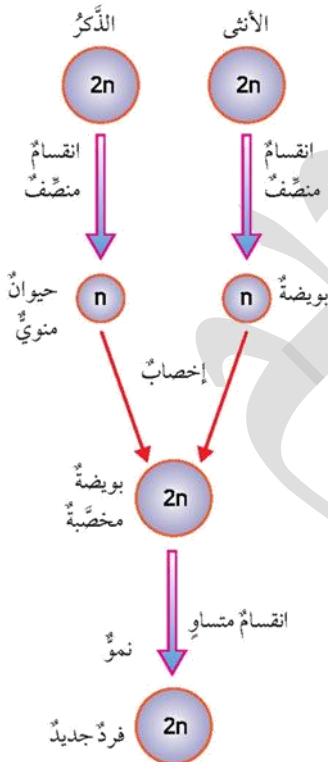 الأنثى
الذَّكرُ
2n
2n
انقسامٌ
منصِّفٌ
انقسامٌ
منصِّفٌ
بويضةٌ
n
n
حيوانٌ
منويٌّ
إخصابٌ
بويضةٌ
مخصَّبةٌ
2n
انقسامٌ متساوٍ
نموٌّ
2n
فردٌ جديدٌ